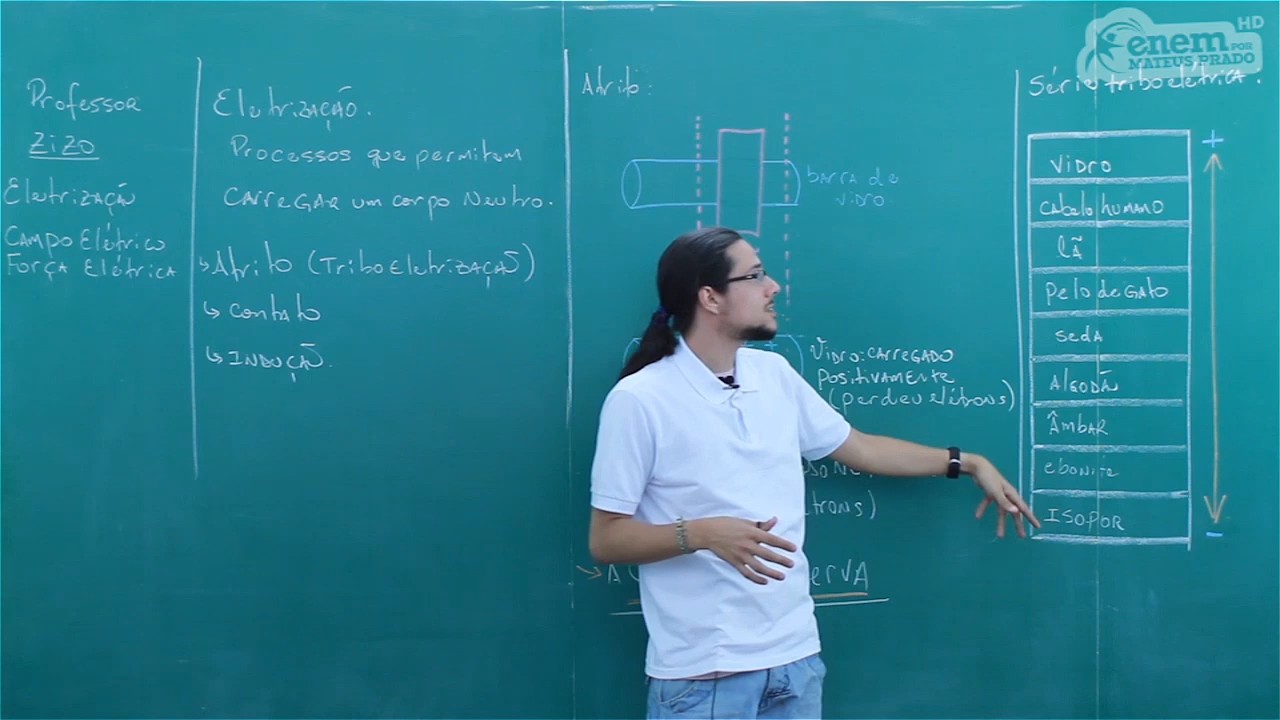 Professor
Zizo
Eletrização
Campo Elétrico
Força Elétrica
Eletrização.
Processos que permitem
carregar um corpo neutro.
↳ Atrito (Triboeletrização)
↳ Contato
↳ Indução.
Atrito:
barra de
vidro.
Vidro: carregado
positivamente
(perdeu elétrons)
trons)
→ A
erva
Série triboelétrica.
Vidro
Cabelo humano
lã
Pelo de gato
seda
Algodão
Âmbar
ebonite
Isopor
+
-
enem HD
POR
MATEUS PRADO